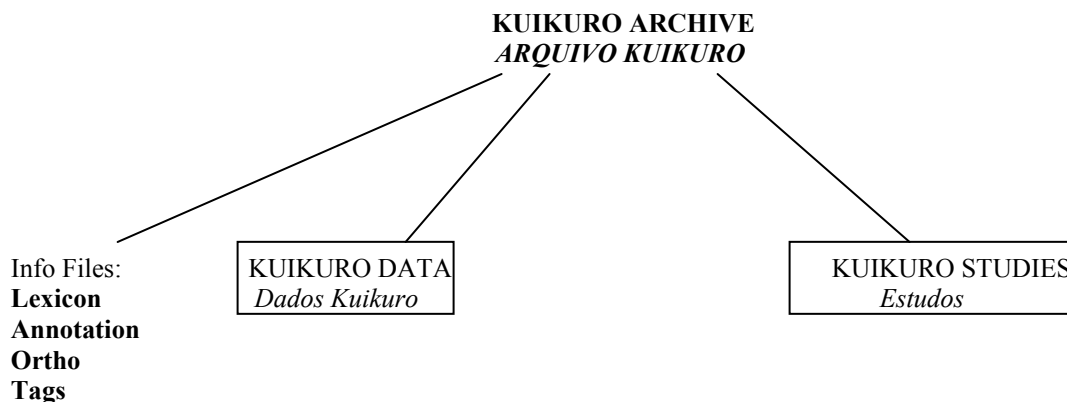 KUIKURO ARCHIVE
ARQUIVO KUIKURO
Info Files:
Lexicon
Annotation
Ortho
Tags
KUIKURO DATA
Dados Kuikuro
KUIKURO STUDIES
Estudos